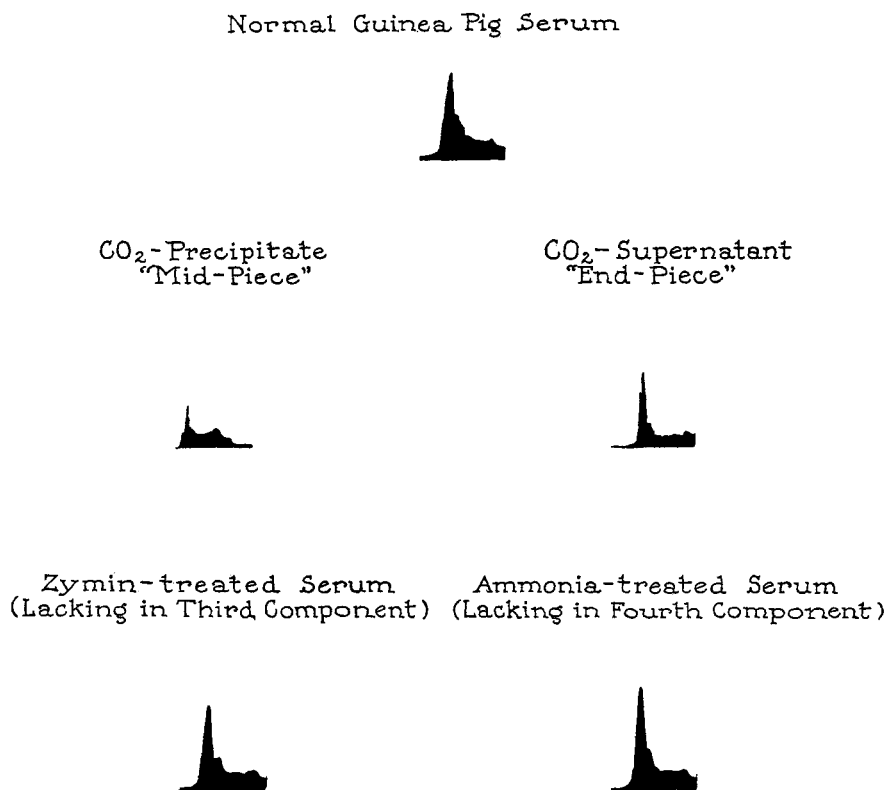 Normal Guinea Pig Serum
CO₂-Precipitate
"Mid-Piece"
CO₂-Supernatant
"End-Piece"
Zymin-treated Serum
(Lacking in Third Component)
Ammonia-treated Serum
(Lacking in Fourth Component)